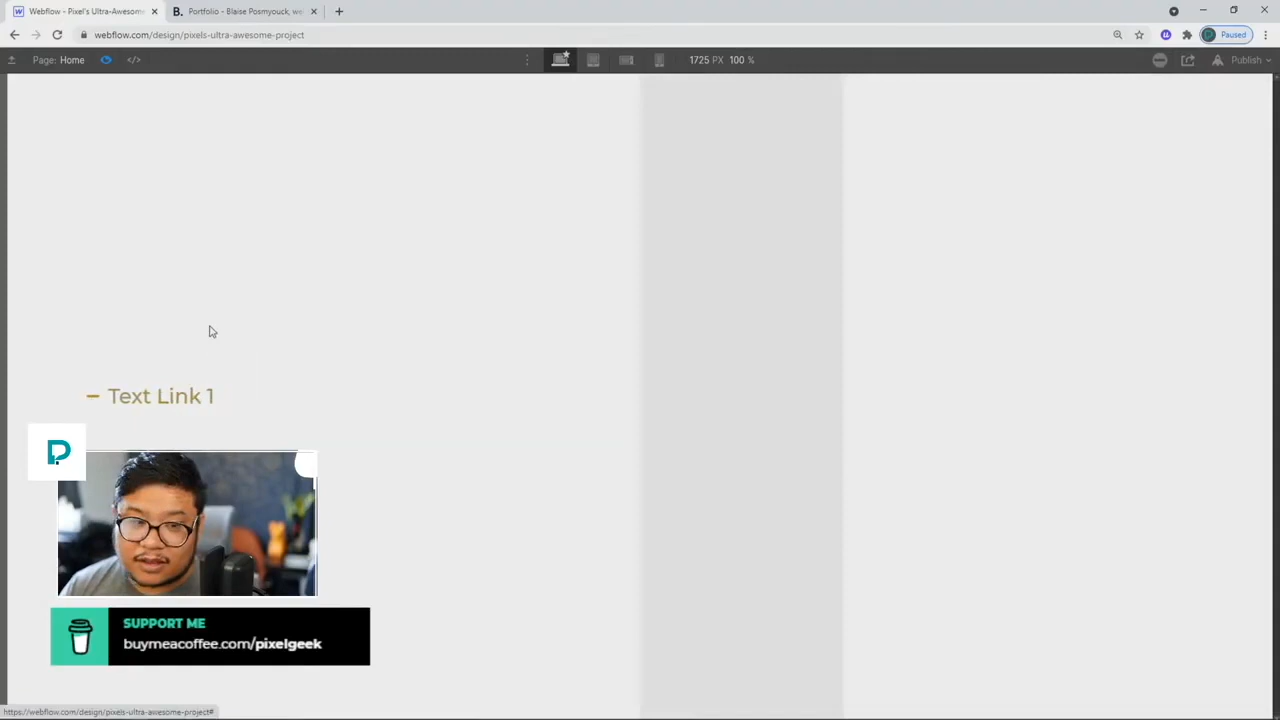 Webflow - Pixel's Ultra-Awesome
Portfolio - Blaise Posmyouck, we
webflow.com/design/pixels-ultra-awesome-project
Paused
Page: Home
1725 PX 100 %
Publish
– Text Link 1
SUPPORT ME
buymeacoffee.com/pixelgeek
https://webflow.com/design/pixels-ultra-awesome-project#